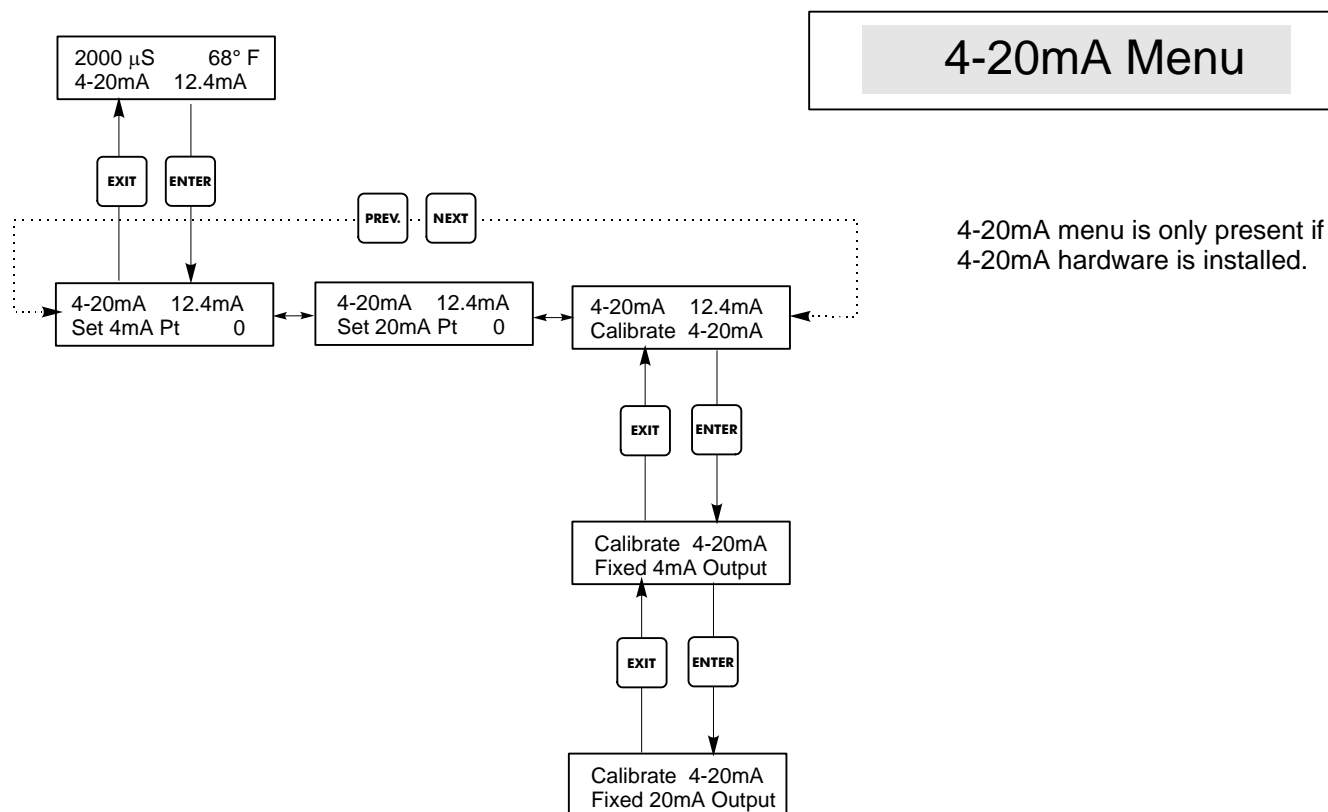 4-20mA Menu
2000 µS 68° F
4-20mA 12.4mA
EXIT ENTER
PREV. NEXT
4-20mA menu is only present if
4-20mA hardware is installed.
4-20mA 12.4mA
Set 4mA Pt 0
4-20mA 12.4mA
Set 20mA Pt 0
4-20mA 12.4mA
Calibrate 4-20mA
EXIT ENTER
Calibrate 4-20mA
Fixed 4mA Output
EXIT ENTER
Calibrate 4-20mA
Fixed 20mA Output